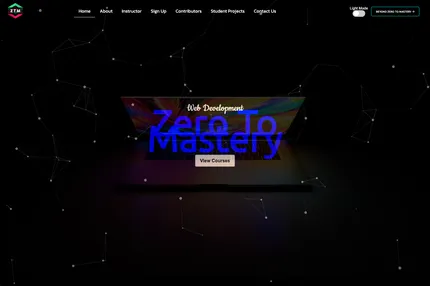 ZTM
Home About Instructor Sign Up Contributors Student Projects Contact Us
Light Mode
BEYOND ZERO TO MASTERY
Web Development
Zero To
Mastery
View Courses